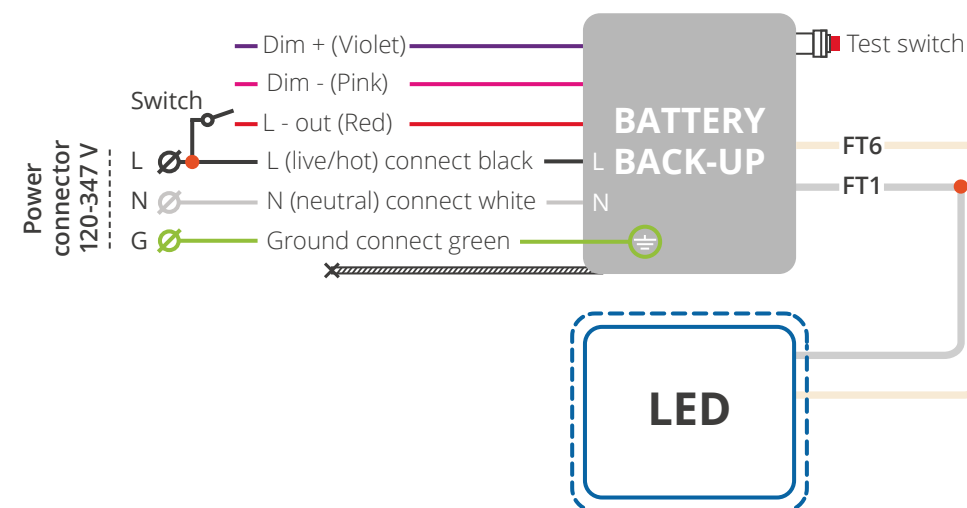 Dim + (Violet)
Test switch
Dim - (Pink)
Switch
L - out (Red)
BATTERY
BACK-UP
FT6
Power
connector
120-347 V
L
L (live/hot) connect black
L
FT1
N
N (neutral) connect white
N
G
Ground connect green
LED